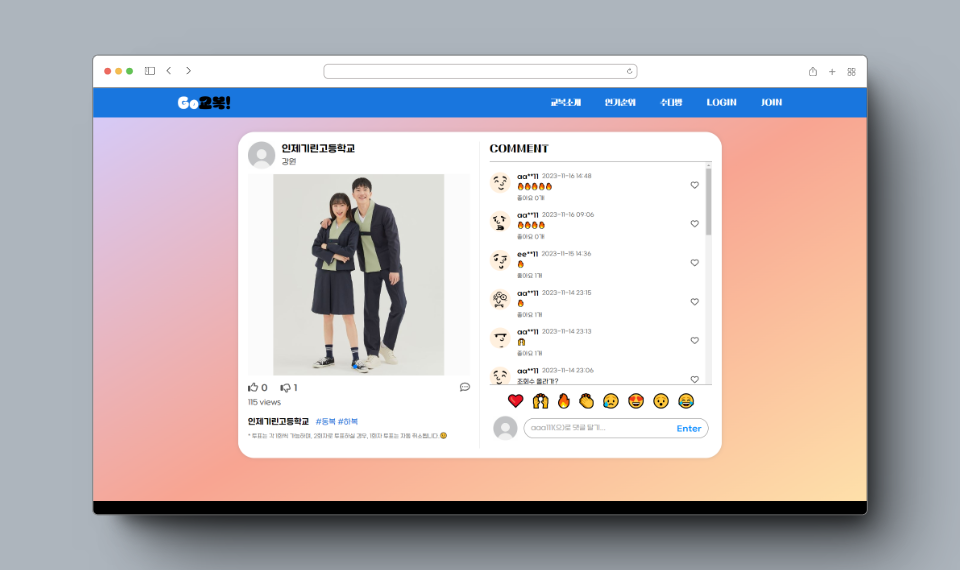 Go교복!
교복소개 인기순위 수다방 LOGIN JOIN
인제기린고등학교
강원
0 1
115 views
인제기린고등학교 #동복 #하복
* 투표는 각 1회씩 가능하며, 2회차로 투표하실 경우, 1회차 투표는 자동 취소됩니다
COMMENT
aa**11 2023-11-16 14:48
좋아요 0개
aa**11 2023-11-16 09:06
좋아요 0개
ee**11 2023-11-15 14:36
좋아요 1개
aa**11 2023-11-14 23:15
좋아요 1개
aa**11 2023-11-14 23:13
좋아요 1개
aa**11 2023-11-14 23:06
조회수 올리기?
aaa111(으)로 댓글 달기...
Enter